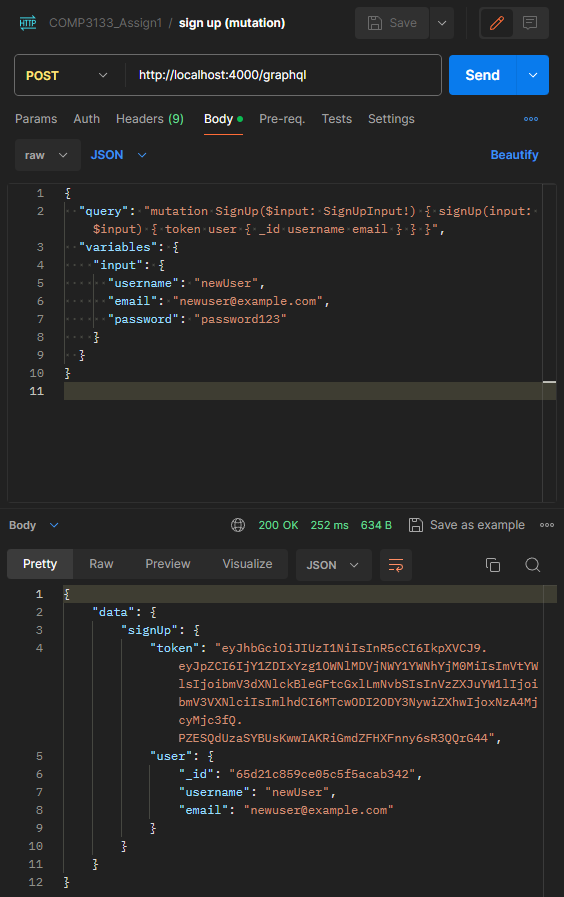 HTTP COMP3133_Assign1 / sign up (mutation) Save
POST http://localhost:4000/graphql Send
Params Auth Headers (9) Body Pre-req. Tests Settings
raw JSON Beautify
1 {
2 "query": "mutation SignUp($input: SignUpInput!) { signUp(input:
$input) { token user { _id username email } } }",
3 "variables": {
4 "input": {
5 "username": "newUser",
6 "email": "newuser@example.com",
7 "password": "password123"
8 }
9 }
10 }
11
Body 200 OK 252 ms 634 B Save as example
Pretty Raw Preview Visualize JSON
1 {
2 "data": {
3 "signUp": {
4 "token": "eyJhbGciOiJIUzI1NiIsInR5cCI6IkpXVCJ9.
eyJpZCI6IjY1ZDIxYzg1OWNlMDVjNWY1YWNhYjM0MiIsImVtYW
lsIjoibmV3dXNlckBleGFtcGxlLmNvbSIsInVzZXJuYW1lIjoi
bmV3VXNlciIsImlhdCI6MTcwODI2ODY3NywiZXhwIjoxNzA4Mj
cyMjc3fQ.
PZESQdUzaSYBUsKwwIAKRiGmdZFHXFnny6sR3QQrG44",
5 "user": {
6 "_id": "65d21c859ce05c5f5acab342",
7 "username": "newUser",
8 "email": "newuser@example.com"
9 }
10 }
11 }
12 }